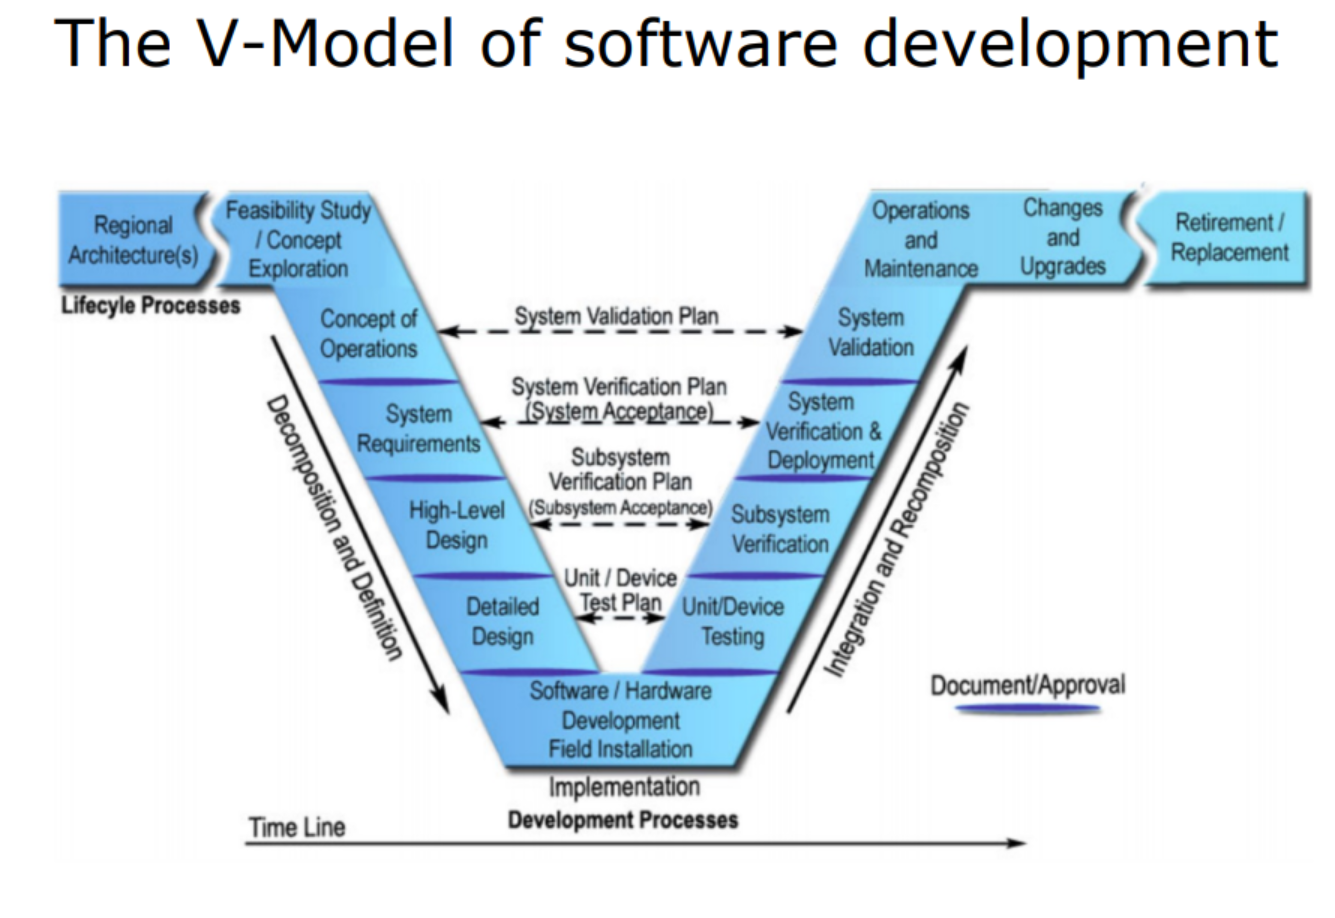 The V-Model of software development
Regional
Architecture(s)
Feasibility Study
/ Concept
Exploration
Operations
and
Maintenance
Changes
and
Upgrades
Retirement /
Replacement
Lifecyle Processes
Concept of
Operations
System Validation Plan
System
Validation
System
Requirements
System Verification Plan
(System Acceptance)
System
Verification &
Deployment
High-Level
Design
Subsystem
Verification Plan
(Subsystem Acceptance)
Subsystem
Verification
Detailed
Design
Unit / Device
Test Plan
Unit/Device
Testing
Decomposition and Definition
Integration and Recomposition
Software / Hardware
Development
Field Installation
Document/Approval
Implementation
Development Processes
Time Line